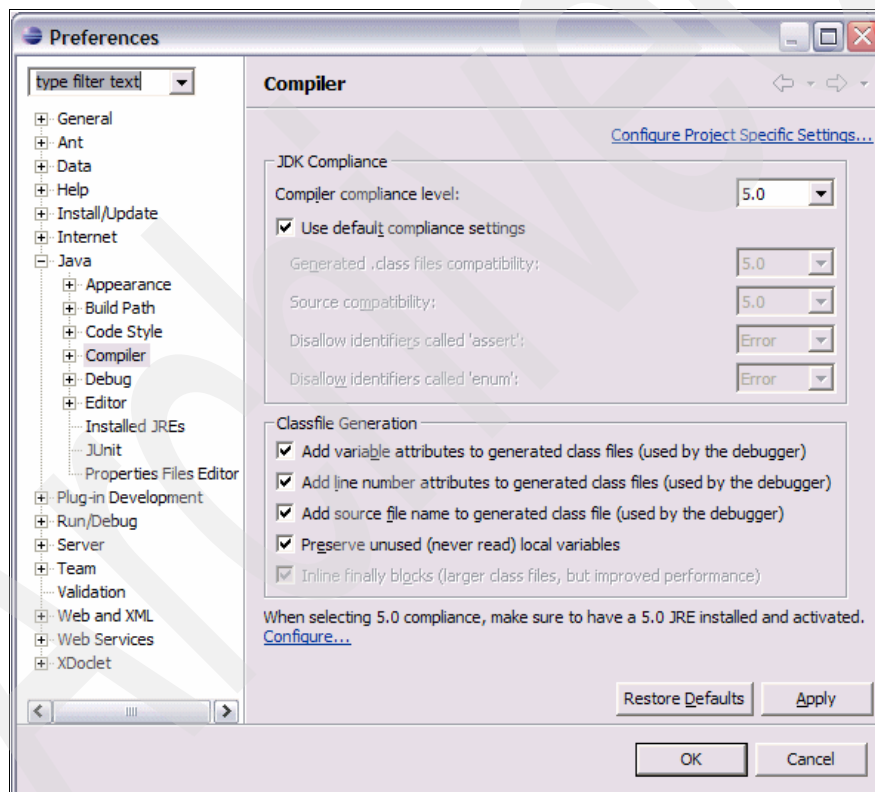 Preferences
type filter text
General
Ant
Data
Help
Install/Update
Internet
Java
Appearance
Build Path
Code Style
Compiler
Debug
Editor
Installed JREs
JUnit
Properties Files Editor
Plug-in Development
Run/Debug
Server
Team
Validation
Web and XML
Web Services
XDoclet
Compiler
Configure Project Specific Settings...
JDK Compliance
Compiler compliance level: 5.0
Use default compliance settings
Generated .class files compatibility: 5.0
Source compatibility: 5.0
Disallow identifiers called 'assert': Error
Disallow identifiers called 'enum': Error
Classfile Generation
Add variable attributes to generated class files (used by the debugger)
Add line number attributes to generated class files (used by the debugger)
Add source file name to generated class file (used by the debugger)
Preserve unused (never read) local variables
Inline finally blocks (larger class files, but improved performance)
When selecting 5.0 compliance, make sure to have a 5.0 JRE installed and activated.
Configure...
Restore Defaults
Apply
OK
Cancel